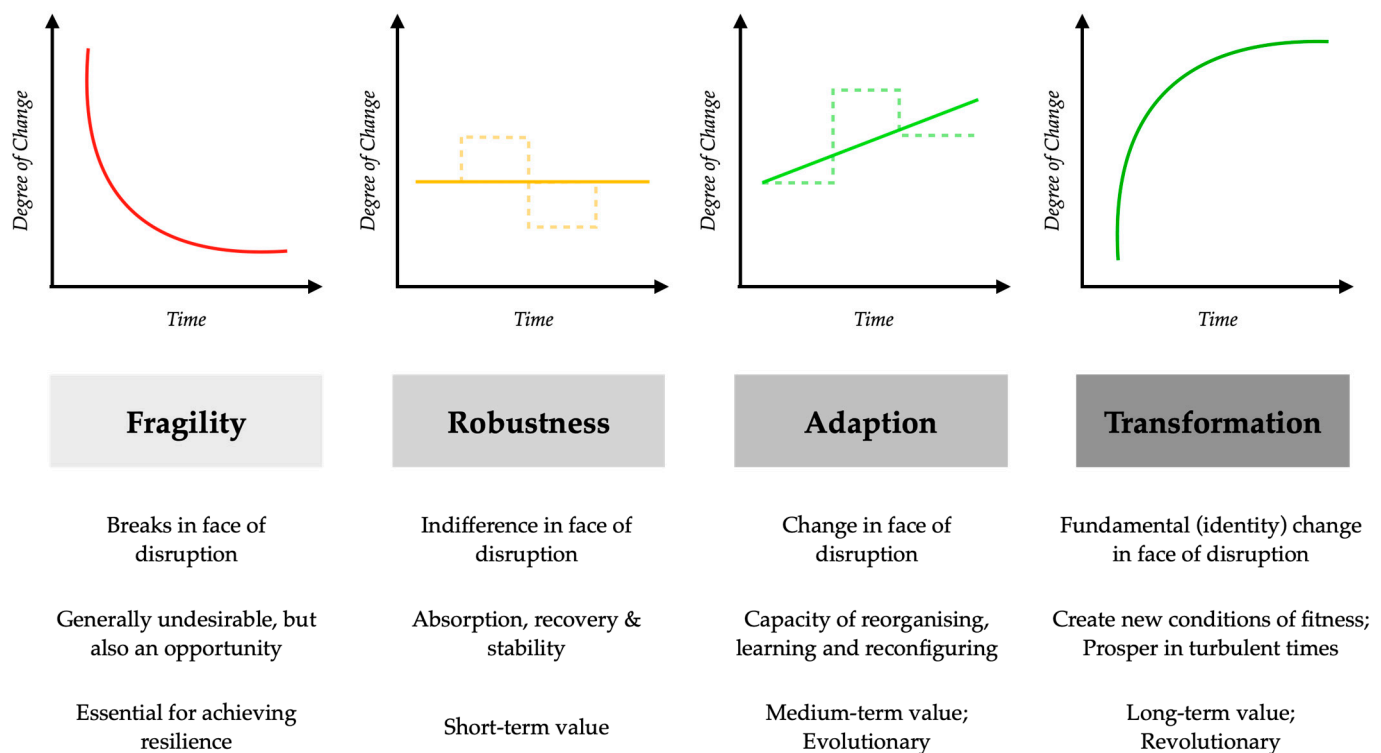 Degree of Change
Time
Degree of Change
Time
Degree of Change
Time
Degree of Change
Time
Fragility
Robustness
Adaption
Transformation
Breaks in face of
disruption
Indifference in face of
disruption
Change in face of
disruption
Fundamental (identity) change
in face of disruption
Generally undesirable, but
also an opportunity
Absorption, recovery &
stability
Capacity of reorganising,
learning and reconfiguring
Create new conditions of fitness;
Prosper in turbulent times
Essential for achieving
resilience
Short-term value
Medium-term value;
Evolutionary
Long-term value;
Revolutionary